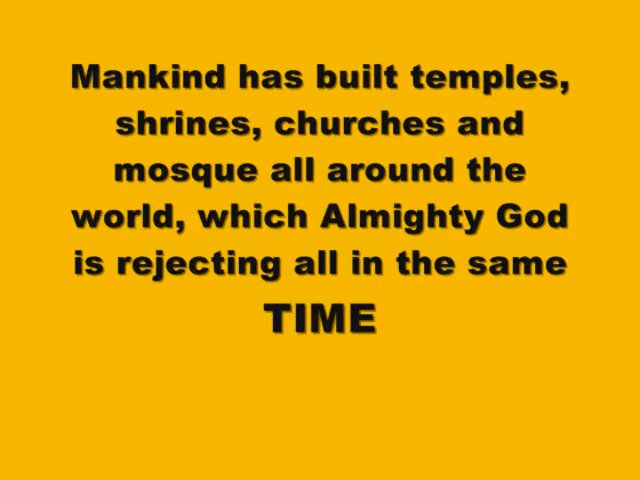 Mankind has built temples,
shrines, churches and
mosque all around the
world, which Almighty God
is rejecting all in the same
TIME